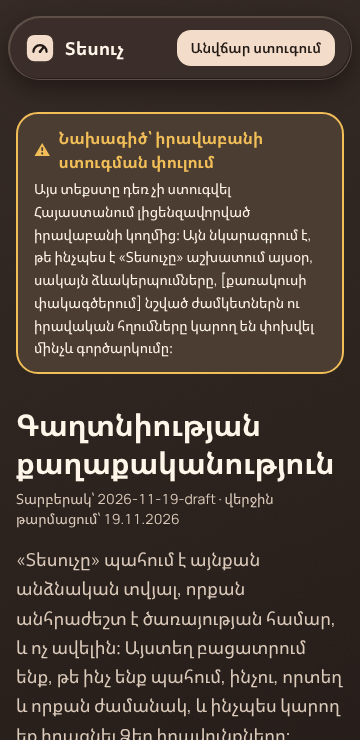 Տեսուչ
Անվճար ստուգում
Նախագիծ՝ իրավաբանի
ստուգման փուլում
Այս տեքստը դեռ չի ստուգվել
Հայաստանում լիցենզավորված
իրավաբանի կողմից։ Այն նկարագրում է,
թե ինչպես է «Տեսուչը» աշխատում այսօր,
սակայն ձևակերպումները, [քառակուսի
փակագծերում] նշված ժամկետներն ու
իրավական հղումները կարող են փոխվել
մինչև գործարկումը։
Գաղտնիության
քաղաքականություն
Տարբերակ՝ 2026-11-19-draft · վերջին
թարմացում՝ 19.11.2026
«Տեսուչը» պահում է այնքան
անձնական տվյալ, որքան
անհրաժեշտ է ծառայության համար,
և ոչ ավելին։ Այստեղ բացատրում
ենք, թե ինչ ենք պահում, ինչու, որտեղ
և որքան ժամանակ, և ինչպես կարող
եք իրացնել Ձեր իրավունքները։